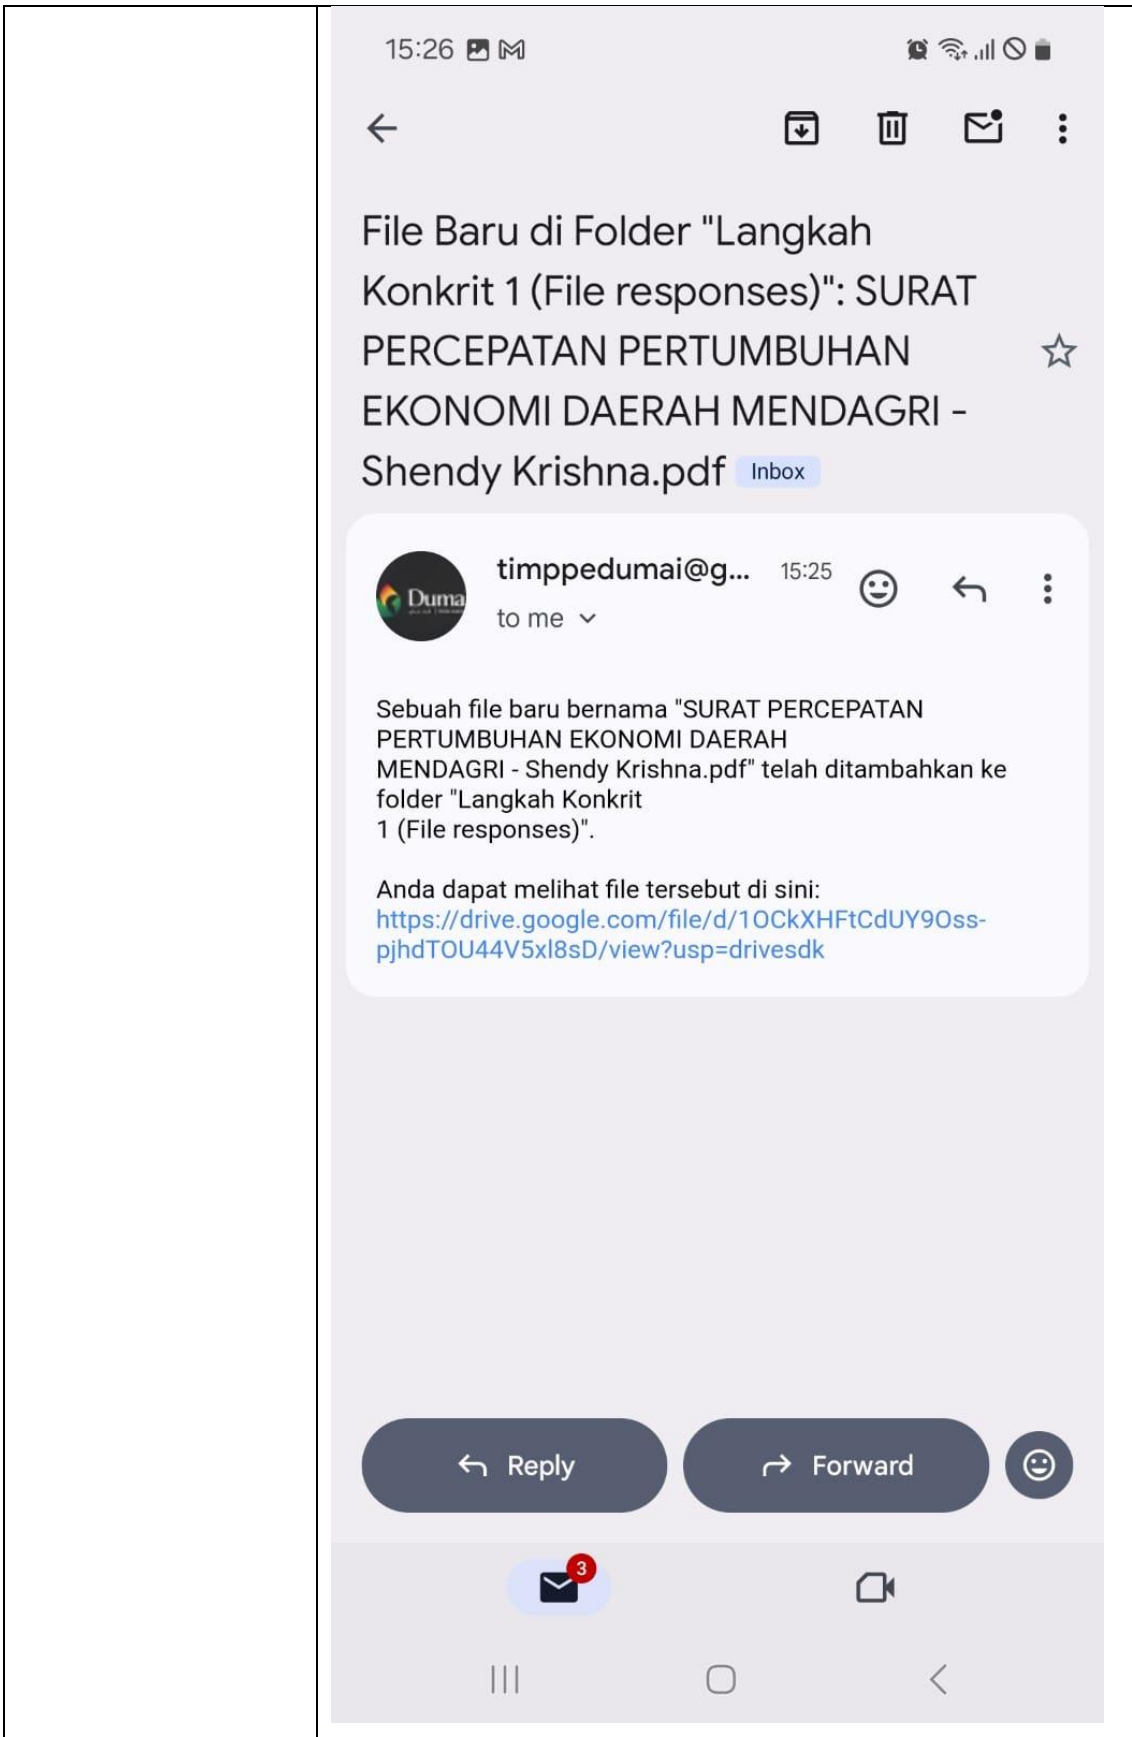 15:26
File Baru di Folder "Langkah
Konkrit 1 (File responses)": SURAT
PERCEPATAN PERTUMBUHAN
EKONOMI DAERAH MENDAGRI -
Shendy Krishna.pdf Inbox
timppedumai@g... 15:25
Duma
to me
Sebuah file baru bernama "SURAT PERCEPATAN
PERTUMBUHAN EKONOMI DAERAH
MENDAGRI - Shendy Krishna.pdf" telah ditambahkan ke
folder "Langkah Konkrit
1 (File responses)".
Anda dapat melihat file tersebut di sini:
https://drive.google.com/file/d/1OCkXHFtCdUY9Oss-
pjhdTOU44V5xl8sD/view?usp=drivesdk
Reply Forward
3